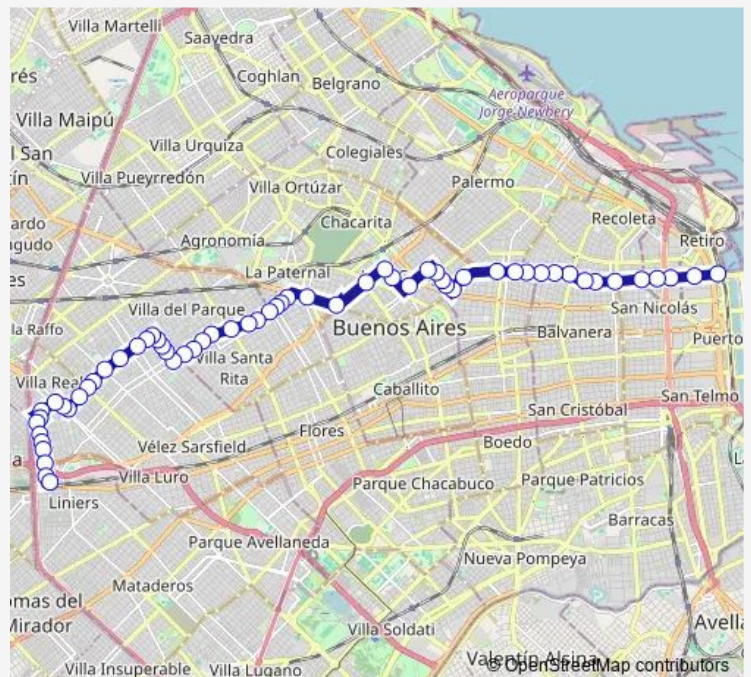 Villa Martelli
Saavedra
Coghlan
Belgrano
rés
Aeroparque
Jorge Newbery
Villa Maipú
Villa Urquiza
Colegiales
l San
tín
Villa Pueyrredón
Villa Ortúzar
Palermo
Chacarita
Recoleta
ardo
ngudo
Agronomía
Retiro
es
La Paternal
Villa del Parque
San Nicolás
la Raffo
Buenos Aires
Balvanera
Puerto
Villa Santa
Rita
Villa Real
Caballito
San Telmo
San Cristóbal
Flores
Boedo
Vélez Sarsfield
a
Villa Luro
Liniers
Parque Chacabuco
Parque Patricios
Barracas
Parque Avellaneda
Nueva Pompeya
Mataderos
omas del
Mirador
Villa Soldati
Avella
Valentín Alsina
Villa Insuperable
Villa Lugano
© OpenStreetMap contributors